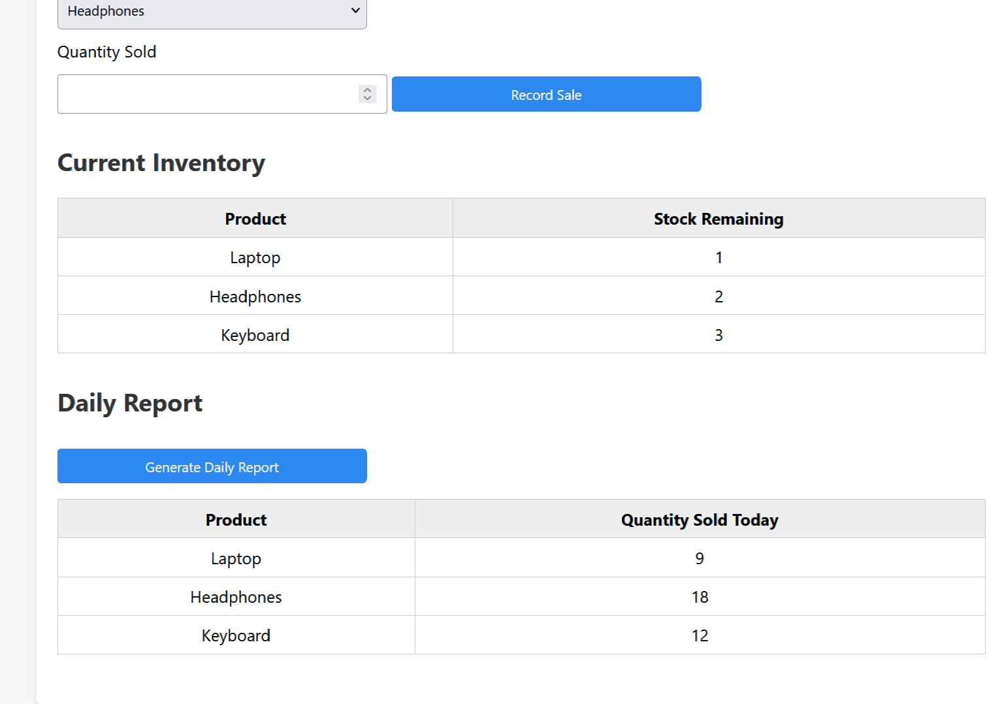 Headphones
Quantity Sold
Record Sale
Current Inventory
Product Stock Remaining
Laptop 1
Headphones 2
Keyboard 3
Daily Report
Generate Daily Report
Product Quantity Sold Today
Laptop 9
Headphones 18
Keyboard 12